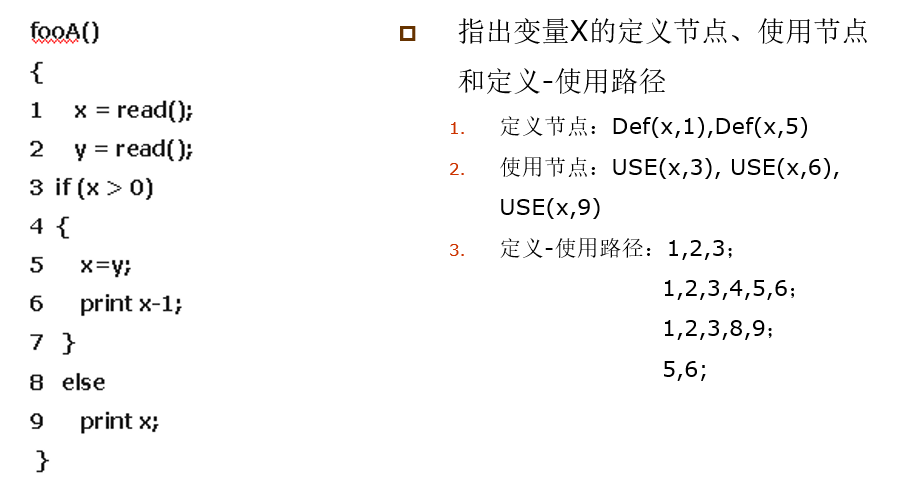 fooA()
{
1 x = read();
2 y = read();
3 if (x > 0)
4 {
5 x=y;
6 print x-1;
7 }
8 else
9 print x;
}
指出变量X的定义节点、使用节点
和定义-使用路径
1. 定义节点：Def(x,1),Def(x,5)
2. 使用节点：USE(x,3), USE(x,6),
USE(x,9)
3. 定义-使用路径：1,2,3；
1,2,3,4,5,6；
1,2,3,8,9；
5,6;